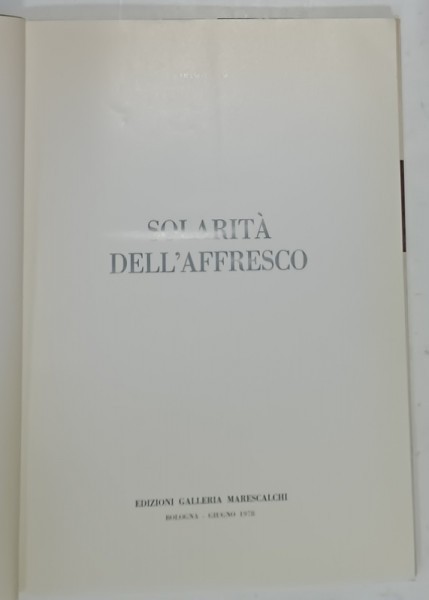 SOLARITÀ
DELL'AFFRESCO
EDIZIONI GALLERIA MARESCALCHI
BOLOGNA - GIUGNO 1978